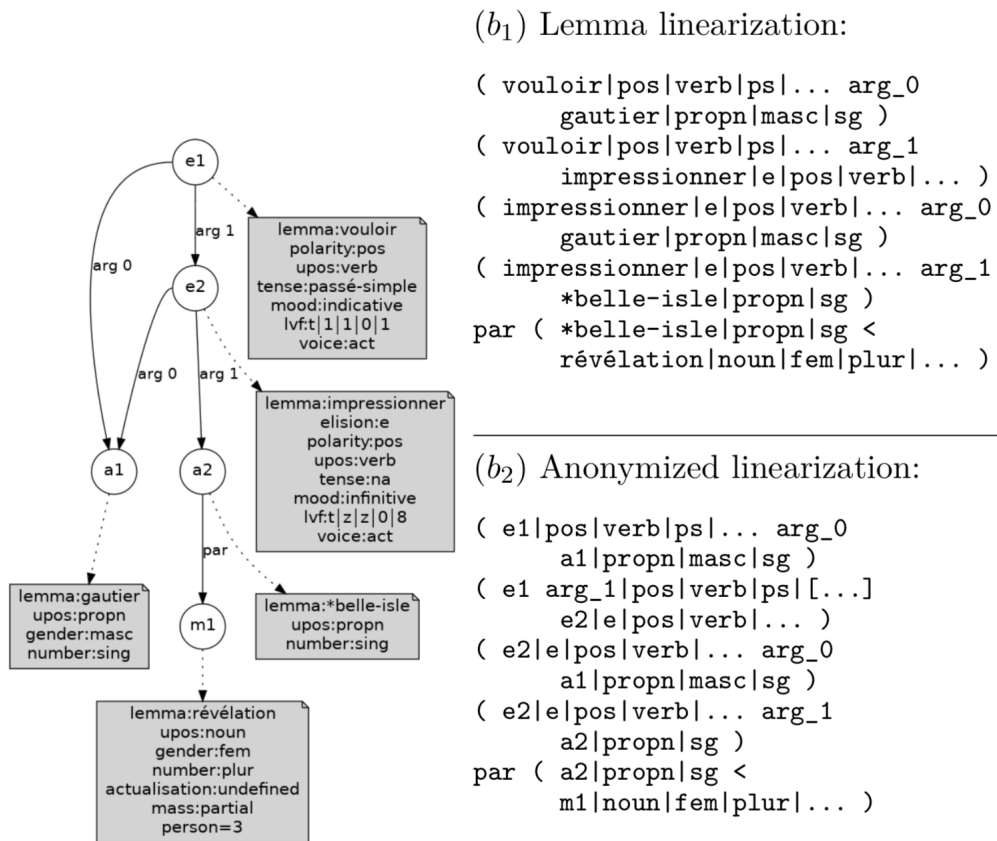 e1
arg 1
arg 0
lemma:vouloir
polarity:pos
upos:verb
tense:passé-simple
mood:indicative
lvf:t|1|1|0|1
voice:act
e2
arg 0
arg 1
lemma:impressionner
elision:e
polarity:pos
upos:verb
tense:na
mood:infinitive
lvf:t|z|z|0|8
voice:act
a1
a2
par
lemma:gautier
upos:propn
gender:masc
number:sing
m1
lemma:*belle-isle
upos:propn
number:sing
lemma:révélation
upos:noun
gender:fem
number:plur
actualisation:undefined
mass:partial
person=3
(b1) Lemma linearization:
( vouloir|pos|verb|ps|... arg_0
gautier|propn|masc|sg )
( vouloir|pos|verb|ps|... arg_1
impressionner|e|pos|verb|... )
( impressionner|e|pos|verb|... arg_0
gautier|propn|masc|sg )
( impressionner|e|pos|verb|... arg_1
*belle-isle|propn|sg )
par ( *belle-isle|propn|sg <
révélation|noun|fem|plur|... )
(b2) Anonymized linearization:
( e1|pos|verb|ps|... arg_0
a1|propn|masc|sg )
( e1 arg_1|pos|verb|ps|[...]
e2|e|pos|verb|... )
( e2|e|pos|verb|... arg_0
a1|propn|masc|sg )
( e2|e|pos|verb|... arg_1
a2|propn|sg )
par ( a2|propn|sg <
m1|noun|fem|plur|... )